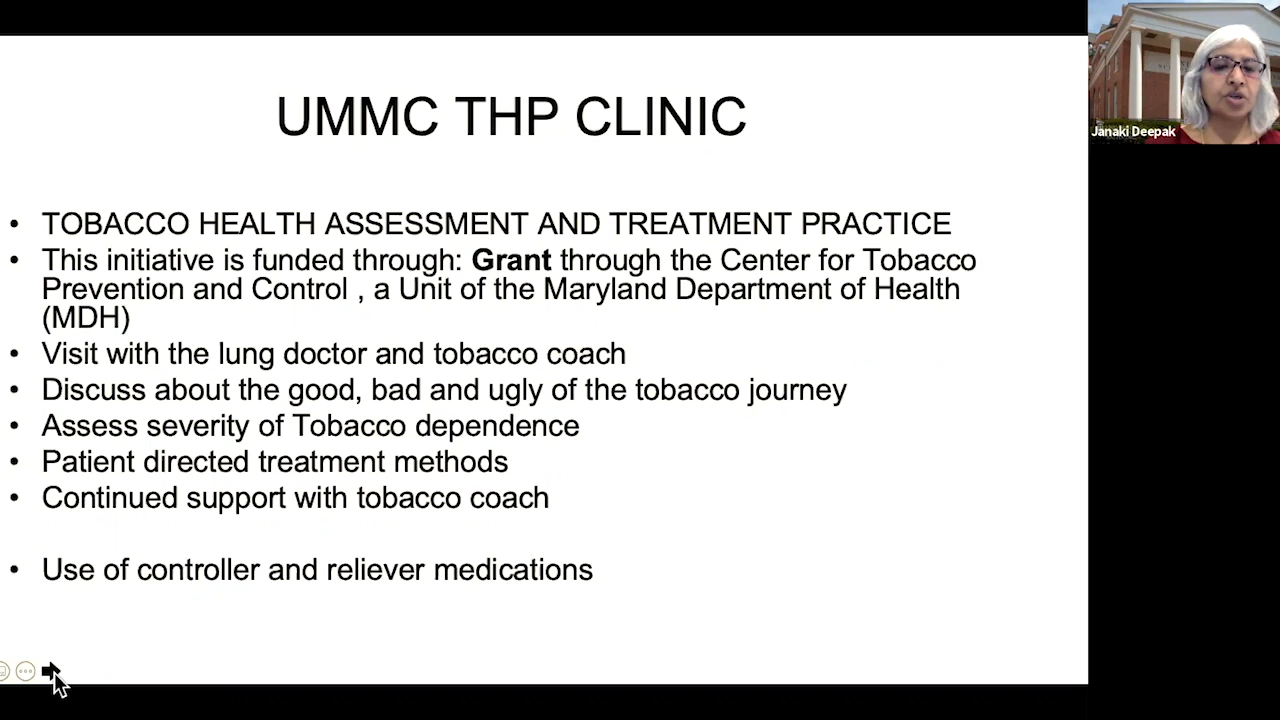 UMMC THP CLINIC
• TOBACCO HEALTH ASSESSMENT AND TREATMENT PRACTICE
• This initiative is funded through: Grant through the Center for Tobacco
Prevention and Control , a Unit of the Maryland Department of Health
(MDH)
• Visit with the lung doctor and tobacco coach
• Discuss about the good, bad and ugly of the tobacco journey
• Assess severity of Tobacco dependence
• Patient directed treatment methods
• Continued support with tobacco coach
• Use of controller and reliever medications
Janaki Deepak